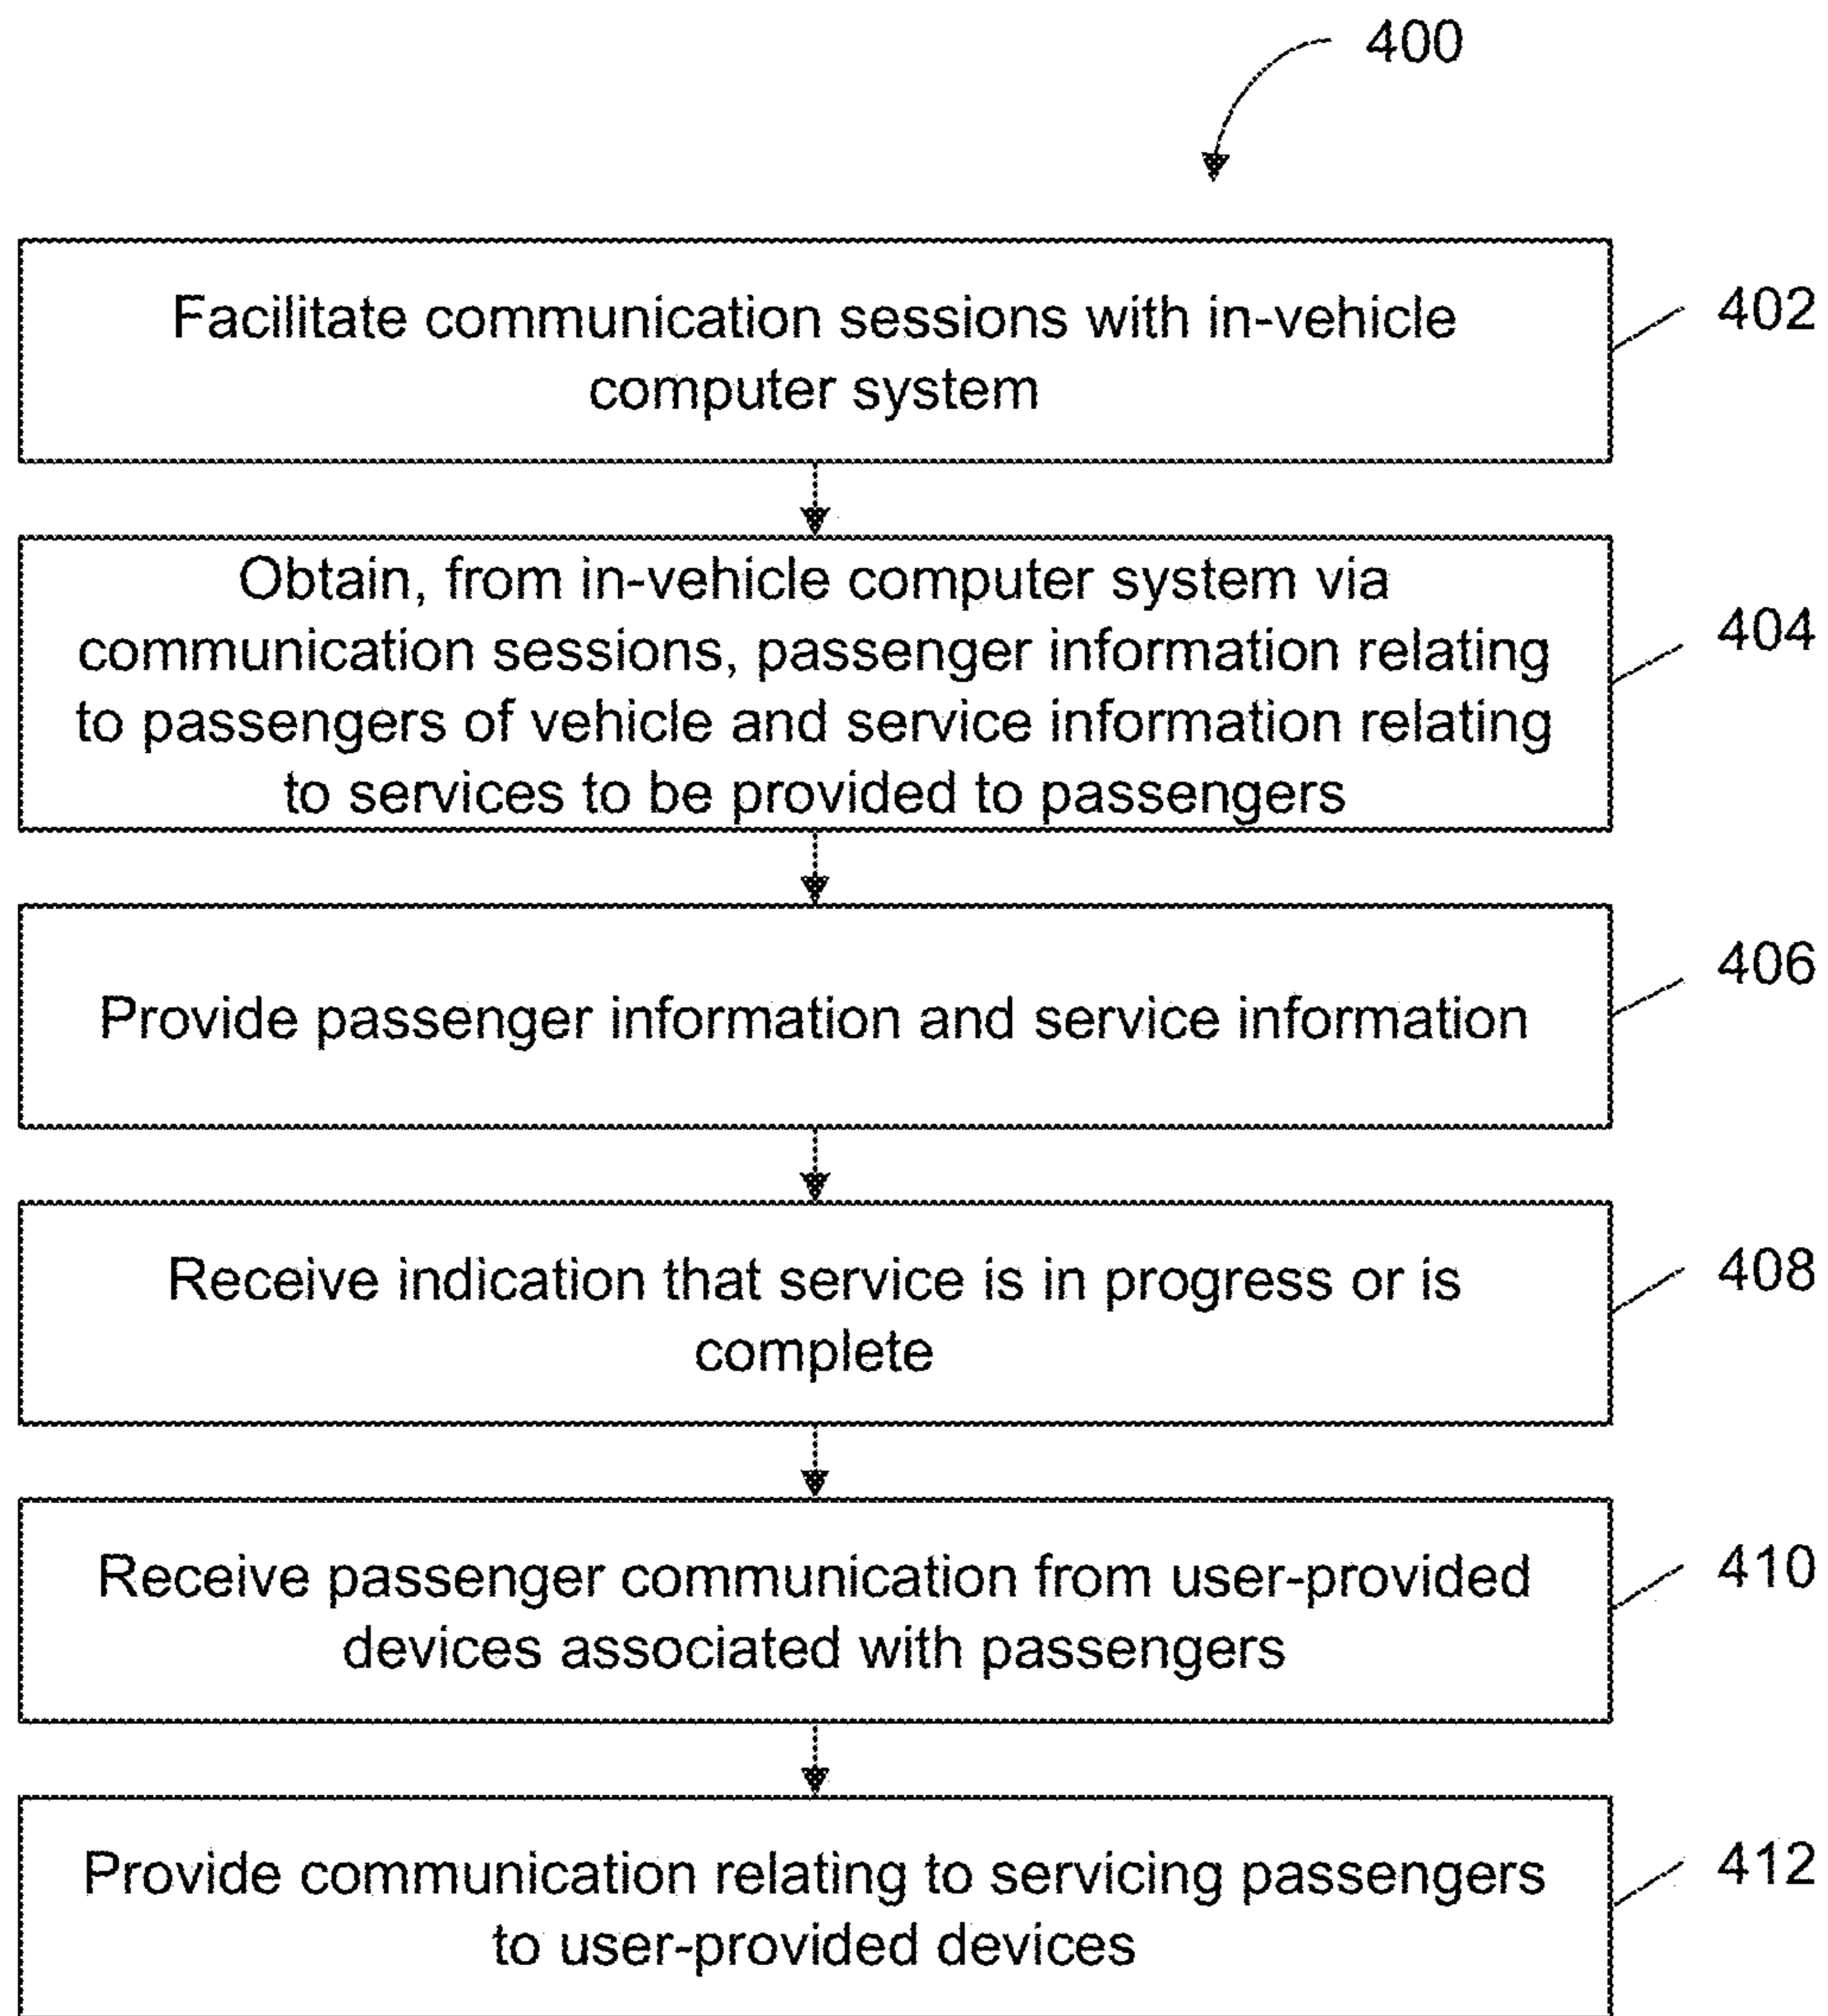 400
Facilitate communication sessions with in-vehicle
computer system
402
Obtain, from in-vehicle computer system via
communication sessions, passenger information relating
to passengers of vehicle and service information relating
to services to be provided to passengers
404
Provide passenger information and service information
406
Receive indication that service is in progress or is
complete
408
Receive passenger communication from user-provided
devices associated with passengers
410
Provide communication relating to servicing passengers
to user-provided devices
412